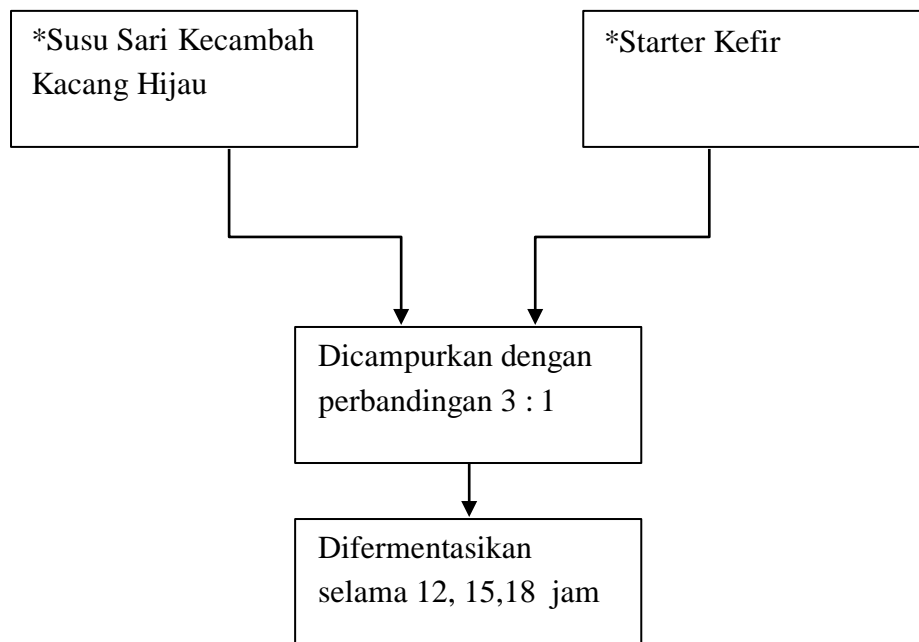 *Susu Sari Kecambah
Kacang Hijau
*Starter Kefir
Dicampurkan dengan
perbandingan 3 : 1
Difermentasikan
selama 12, 15,18  jam